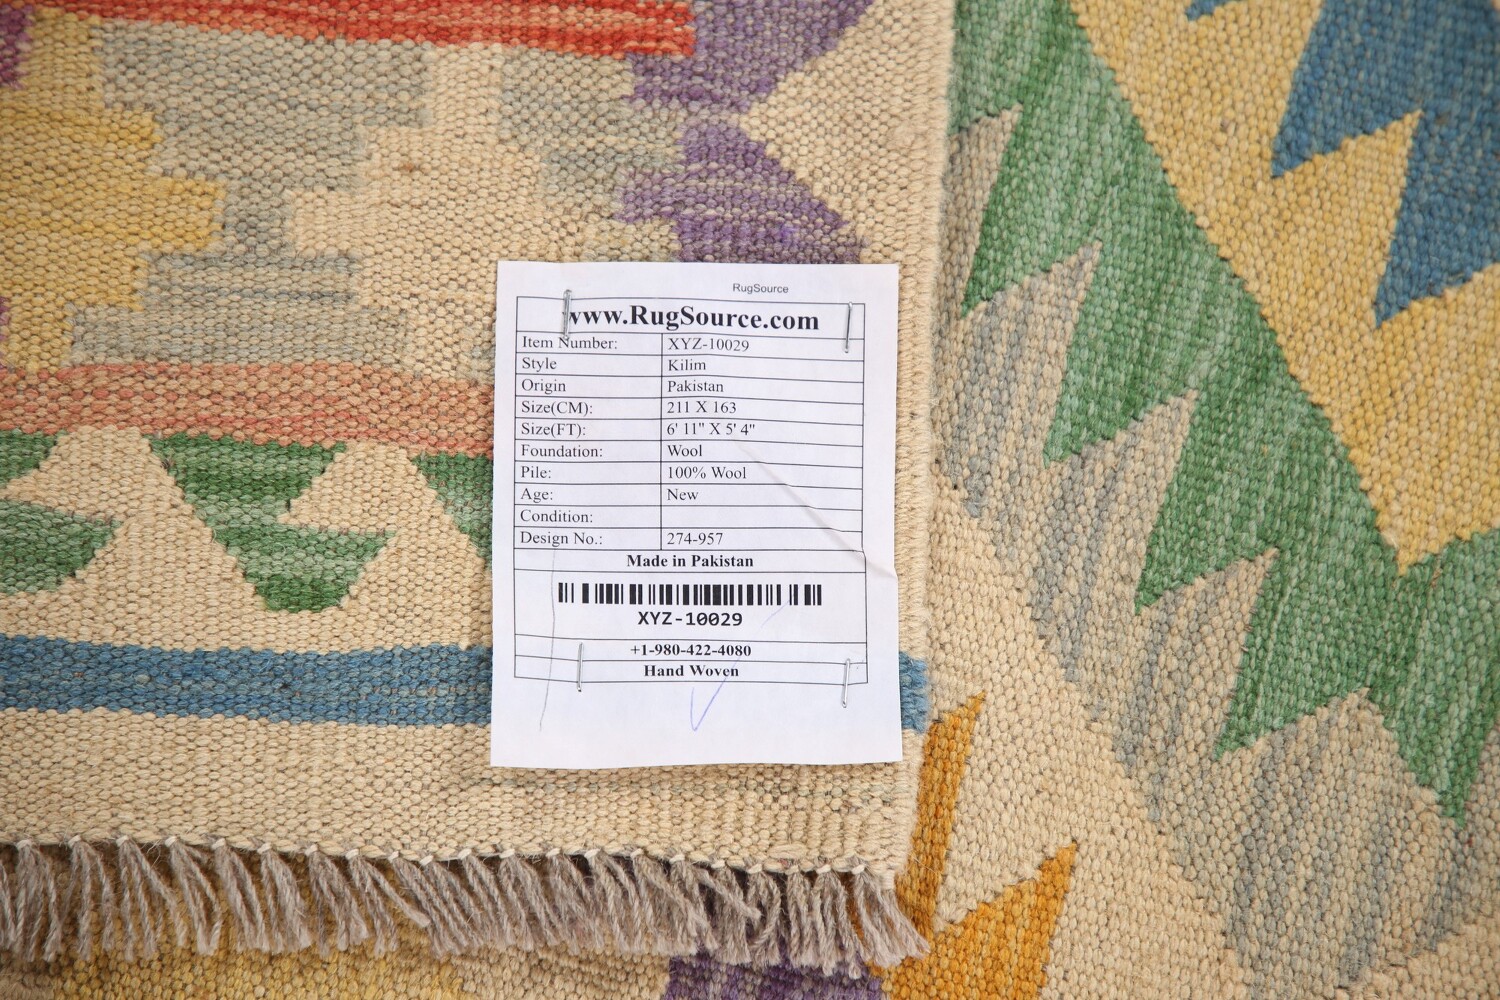 RugSource
www.RugSource.com
Item Number: XYZ-10029
Style Kilim
Origin Pakistan
Size(CM): 211 X 163
Size(FT): 6' 11" X 5' 4"
Foundation: Wool
Pile: 100% Wool
Age: New
Condition:
Design No.: 274-957
Made in Pakistan
XYZ-10029
+1-980-422-4080
Hand Woven